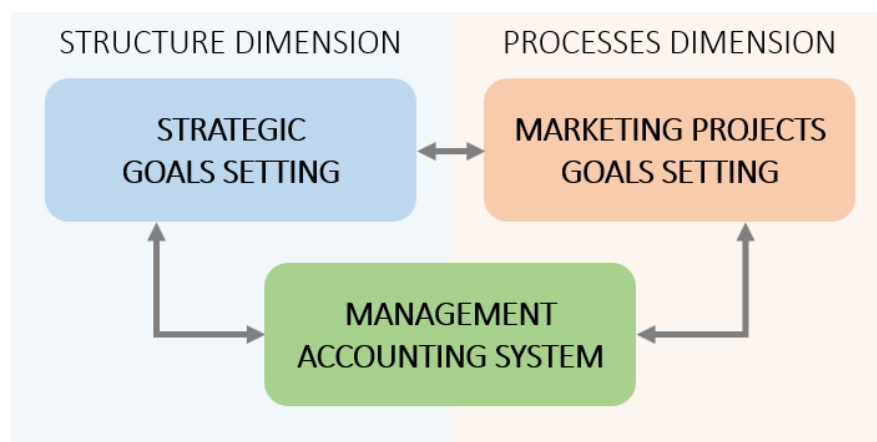 STRUCTURE DIMENSION
PROCESSES DIMENSION
STRATEGIC
GOALS SETTING
MARKETING PROJECTS
GOALS SETTING
MANAGEMENT
ACCOUNTING SYSTEM